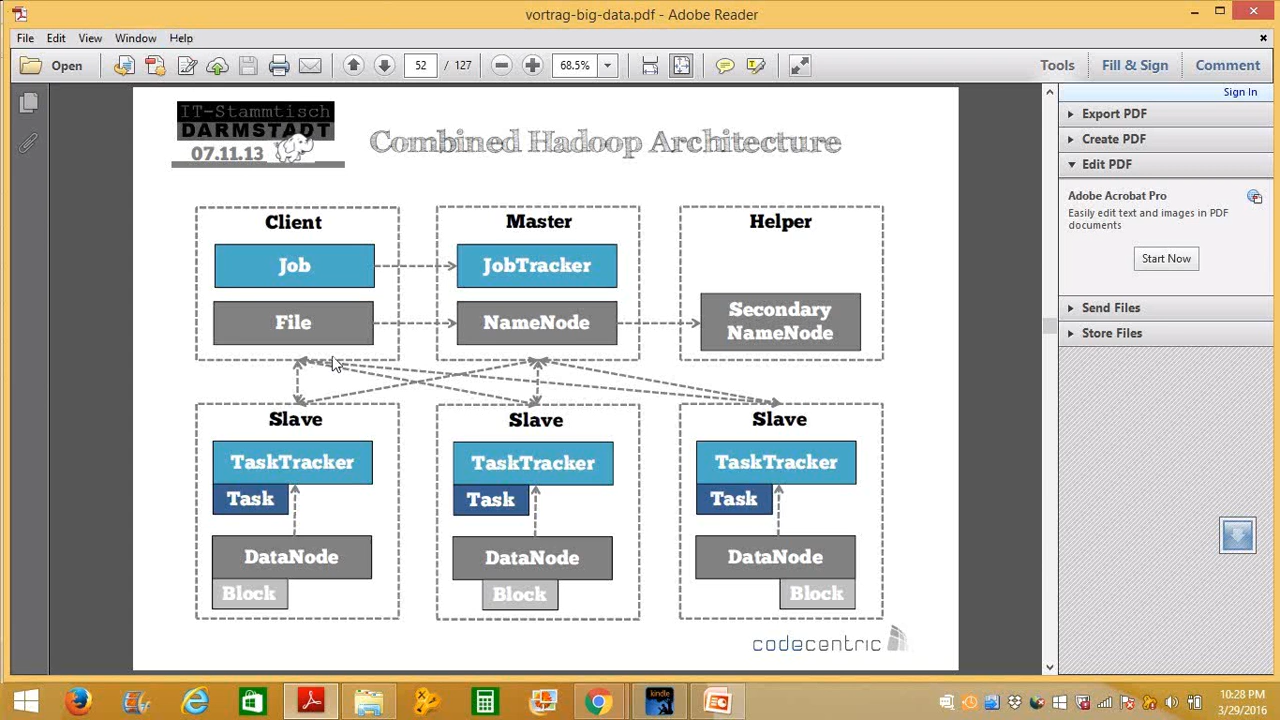 vortrag-big-data.pdf - Adobe Reader
File Edit View Window Help
Open 52 / 127 68.5% Tools Fill & Sign Comment
Sign In
Export PDF
Create PDF
Edit PDF
Adobe Acrobat Pro
Easily edit text and images in PDF
documents
Start Now
Send Files
Store Files
IT-Stammtisch
DARMSTADT
07.11.13
Combined Hadoop Architecture
Client Master Helper
Job JobTracker
File NameNode Secondary
NameNode
Slave Slave Slave
TaskTracker TaskTracker TaskTracker
Task Task Task
DataNode DataNode DataNode
Block Block Block
codecentric
kindle
10:28 PM
3/29/2016